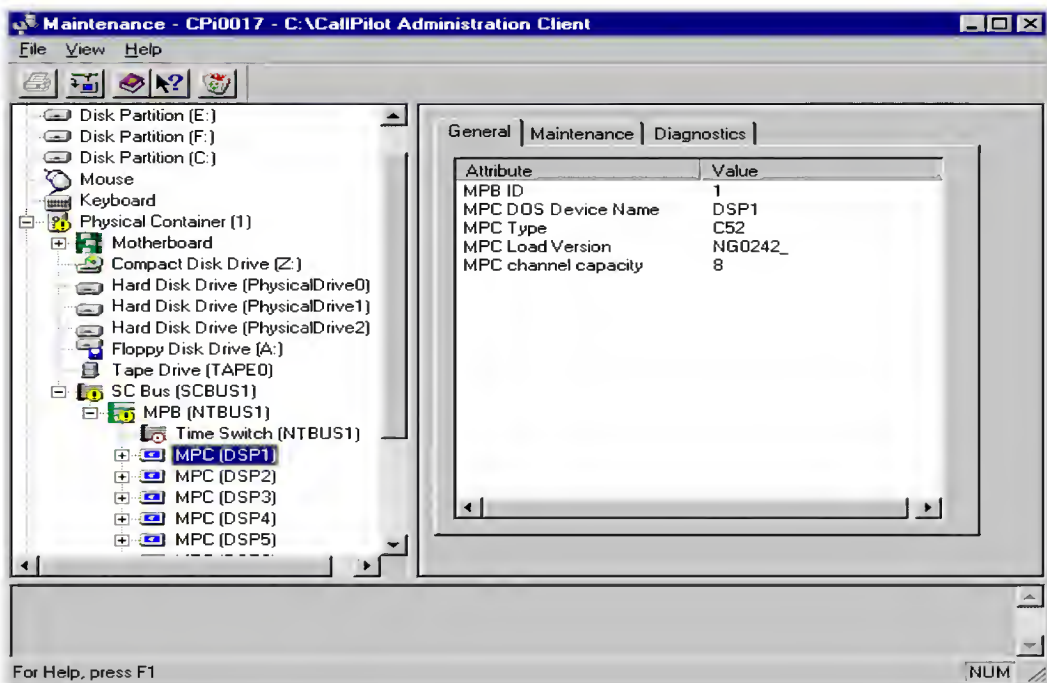 Maintenance - CPi0017 - C:\CallPilot Administration Client
File View Help
Disk Partition (E:)
Disk Partition (F:)
Disk Partition (C:)
Mouse
Keyboard
Physical Container (1)
Motherboard
Compact Disk Drive (Z:)
Hard Disk Drive (PhysicalDrive0)
Hard Disk Drive (PhysicalDrive1)
Hard Disk Drive (PhysicalDrive2)
Floppy Disk Drive (A:)
Tape Drive (TAPE0)
SC Bus (SCBUS1)
MPB (NTBUS1)
Time Switch (NTBUS1)
MPC (DSP1)
MPC (DSP2)
MPC (DSP3)
MPC (DSP4)
MPC (DSP5)
General Maintenance Diagnostics
Attribute Value
MPB ID 1
MPC DOS Device Name DSP1
MPC Type C52
MPC Load Version NG0242_
MPC channel capacity 8
For Help, press F1
NUM